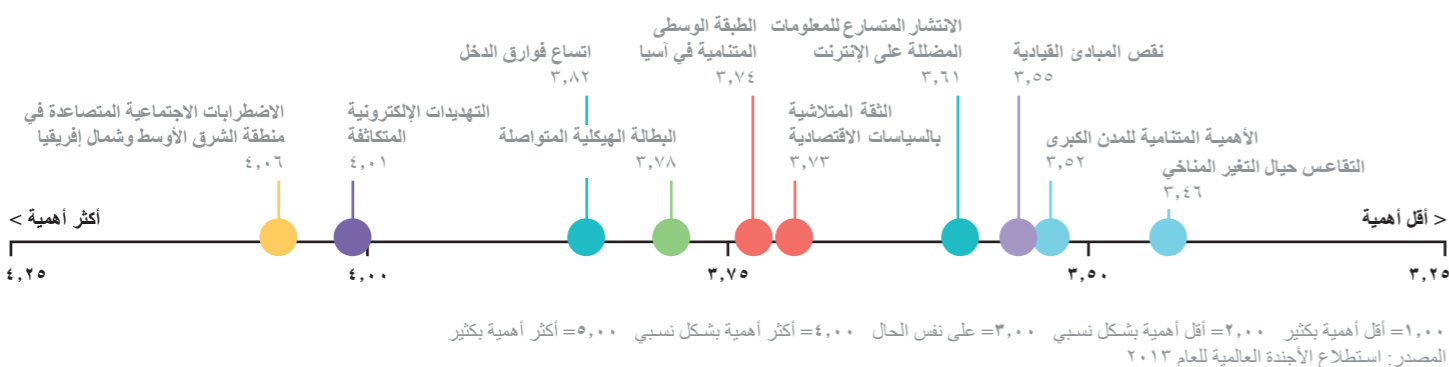 الانتشار المتسارع للمعلومات
المضللة على الإنترنت
٣,٦١
الطبقة الوسطى
المتنامية في آسيا
٣,٧٤
نقص المبادئ القيادية
٣,٥٥
اتساع فوارق الدخل
٣,٨٢
الاضطرابات الاجتماعية المتصاعدة في
منطقة الشرق الأوسط وشمال إفريقيا
٤,٠٦
التهديدات الإلكترونية
المتكاثفة
٤,٠١
البطالة الهيكلية المتواصلة
٣,٧٨
الثقة المتلاشية
بالسياسات الاقتصادية
٣,٧٣
الأهمية المتنامية للمدن الكبرى
٣,٥٢
التقاعس حيال التغير المناخي
٣,٤٦
< أقل أهمية
أكثر أهمية >
٣,٢٥
٣,٥٠
٣,٧٥
٤,٠٠
٤,٢٥
١,٠٠= أقل أهمية بكثير ٢,٠٠= أقل أهمية بشكل نسبي ٣,٠٠= على نفس الحال ٤,٠٠= أكثر أهمية بشكل نسبي ٥,٠٠= أكثر أهمية بكثير
المصدر: استطلاع الأجندة العالمية للعام ٢٠١٣